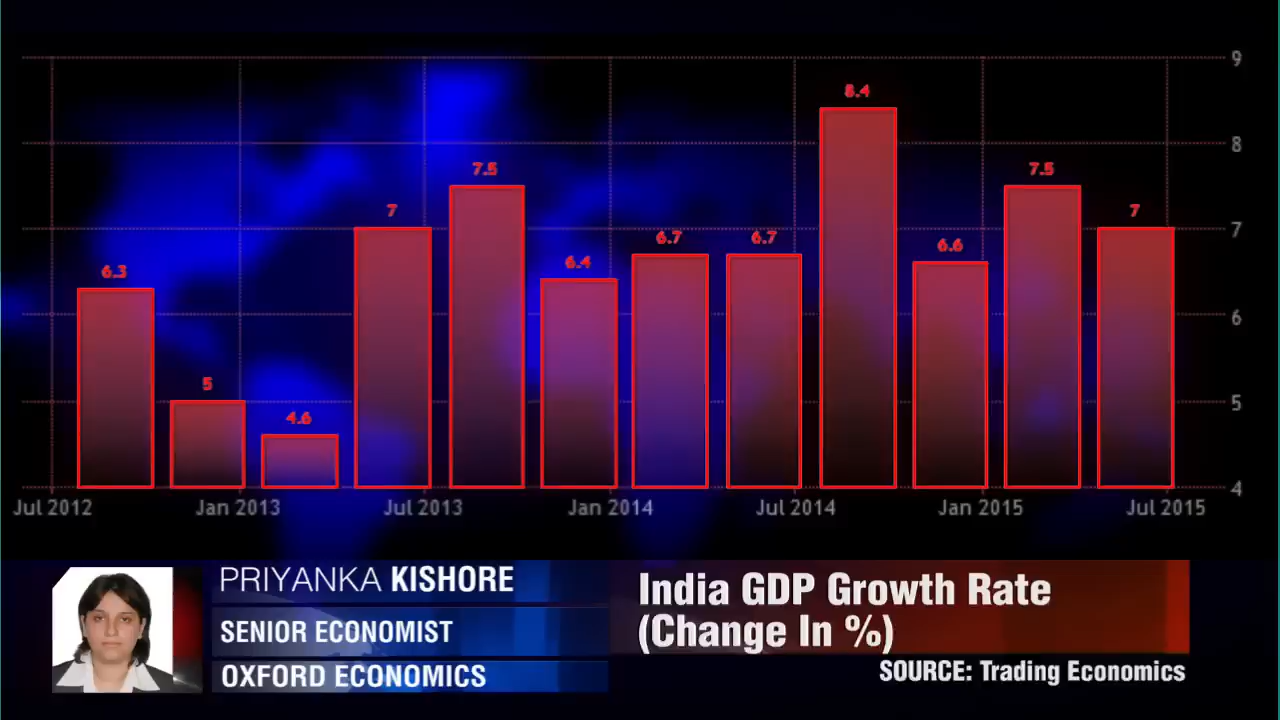 9
8.4
8
7.5
7.5
7
7
7
6.7
6.7
6.6
6.4
6.3
6
5
5
4.6
4
Jul 2012 Jan 2013 Jul 2013 Jan 2014 Jul 2014 Jan 2015 Jul 2015
PRIYANKA KISHORE
SENIOR ECONOMIST
OXFORD ECONOMICS
India GDP Growth Rate
(Change In %)
SOURCE: Trading Economics